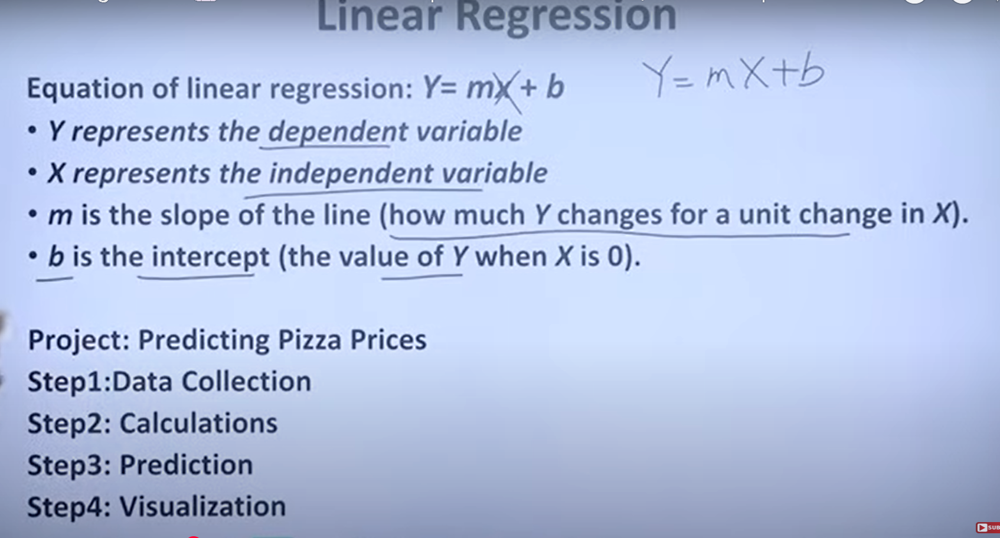 Linear Regression
Equation of linear regression: Y= mX + b
Y = mX+b
• Y represents the dependent variable
• X represents the independent variable
• m is the slope of the line (how much Y changes for a unit change in X).
• b is the intercept (the value of Y when X is 0).
Project: Predicting Pizza Prices
Step1:Data Collection
Step2: Calculations
Step3: Prediction
Step4: Visualization
SUB